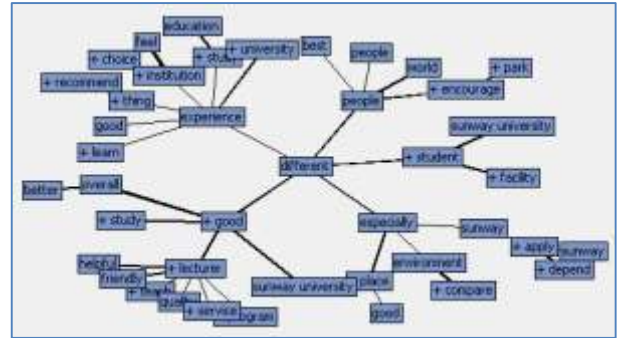 education
feel
+ study
+ university
+ choice
+ institution
+ recommend
+ thing
good
experience
+ learn
best
people
world
+ park
people
+ encourage
sunway university
different
+ student
+ facility
better
overall
+ study
+ good
especially
sunway
+ apply
sunway
+ depend
helpful
+ lecturer
friendly
environment
sunway university
place
+ compare
quality
+ service
good